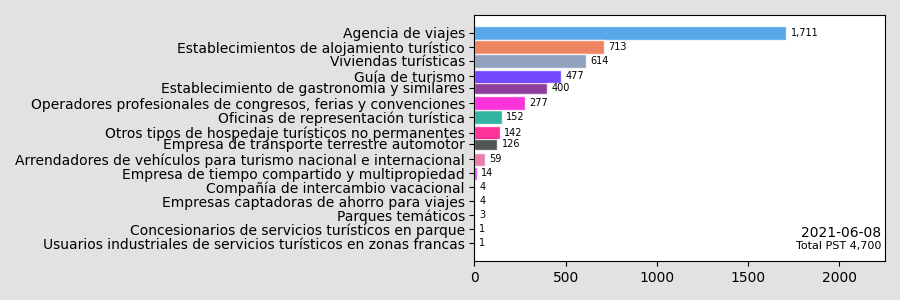 Agencia de viajes 1,711
Establecimientos de alojamiento turístico 713
Viviendas turísticas 614
Guía de turismo 477
Establecimiento de gastronomía y similares 400
Operadores profesionales de congresos, ferias y convenciones 277
Oficinas de representación turística 152
Otros tipos de hospedaje turísticos no permanentes 142
Empresa de transporte terrestre automotor 126
Arrendadores de vehículos para turismo nacional e internacional 59
Empresa de tiempo compartido y multipropiedad 14
Compañía de intercambio vacacional 4
Empresas captadoras de ahorro para viajes 4
Parques temáticos 3
Concesionarios de servicios turísticos en parque 1
Usuarios industriales de servicios turísticos en zonas francas 1
2021-06-08
Total PST 4,700
0 500 1000 1500 2000